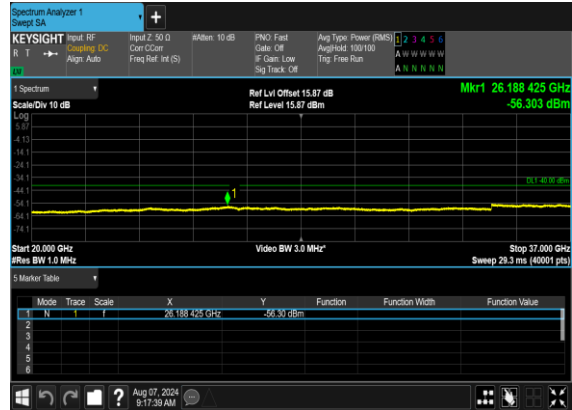 Spectrum Analyzer 1
Swept SA
+
KEYSIGHT Input: RF Input Z: 50 Ω #Atten: 10 dB PNO: Fast Avg Type: Power (RMS) 1 2 3 4 5 6
R T Coupling: DC Corr CCorr Gate: Off Avg|Hold: 100/100 A W W W W W
Align: Auto Freq Ref: Int (S) IF Gain: Low Trig: Free Run
Sig Track: Off A N N N N N
1 Spectrum Ref Lvl Offset 15.87 dB Mkr1 26.188 425 GHz
Scale/Div 10 dB Ref Level 15.87 dBm -56.303 dBm
Log
5.87
-4.13
-14.1
-24.1
-34.1
DL1 -40.00 dBm
-44.1
1
-54.1
-64.1
-74.1
Start 20.000 GHz Video BW 3.0 MHz* Stop 37.000 GHz
#Res BW 1.0 MHz Sweep 29.3 ms (40001 pts)
5 Marker Table
Mode Trace Scale X Y Function Function Width Function Value
1 N 1 f 26.188 425 GHz -56.30 dBm
2
3
4
5
6
? Aug 07, 2024
9:17:39 AM